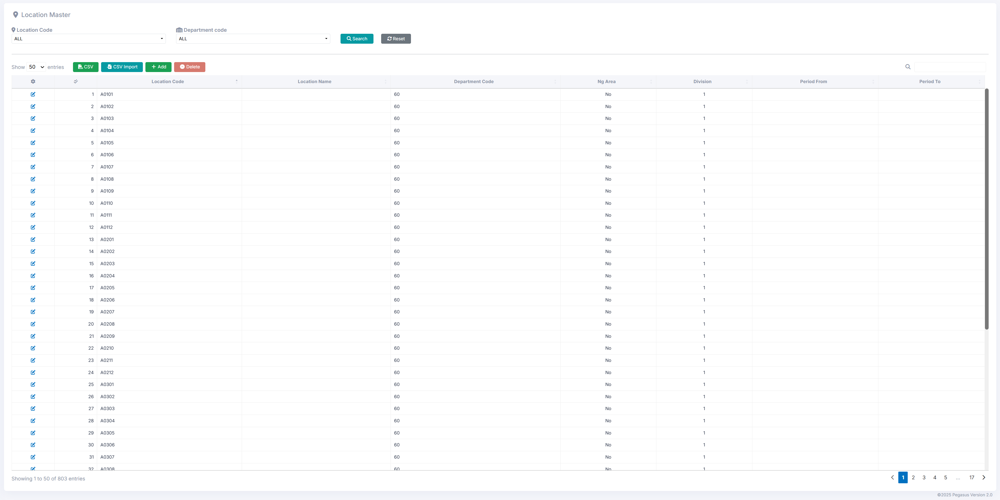 Location Master
Location Code
Department code
ALL
ALL
Search
Reset
Show 50 entries
CSV
CSV Import
Add
Delete
Location Code Location Name Department Code Ng Area Division Period From Period To
1 A0101 60 No 1
2 A0102 60 No 1
3 A0103 60 No 1
4 A0104 60 No 1
5 A0105 60 No 1
6 A0106 60 No 1
7 A0107 60 No 1
8 A0108 60 No 1
9 A0109 60 No 1
10 A0110 60 No 1
11 A0111 60 No 1
12 A0112 60 No 1
13 A0201 60 No 1
14 A0202 60 No 1
15 A0203 60 No 1
16 A0204 60 No 1
17 A0205 60 No 1
18 A0206 60 No 1
19 A0207 60 No 1
20 A0208 60 No 1
21 A0209 60 No 1
22 A0210 60 No 1
23 A0211 60 No 1
24 A0212 60 No 1
25 A0301 60 No 1
26 A0302 60 No 1
27 A0303 60 No 1
28 A0304 60 No 1
29 A0305 60 No 1
30 A0306 60 No 1
31 A0307 60 No 1
32 A0308 60 No 1
Showing 1 to 50 of 803 entries
1 2 3 4 5 ... 17
©2025 Pegasus Version 2.0